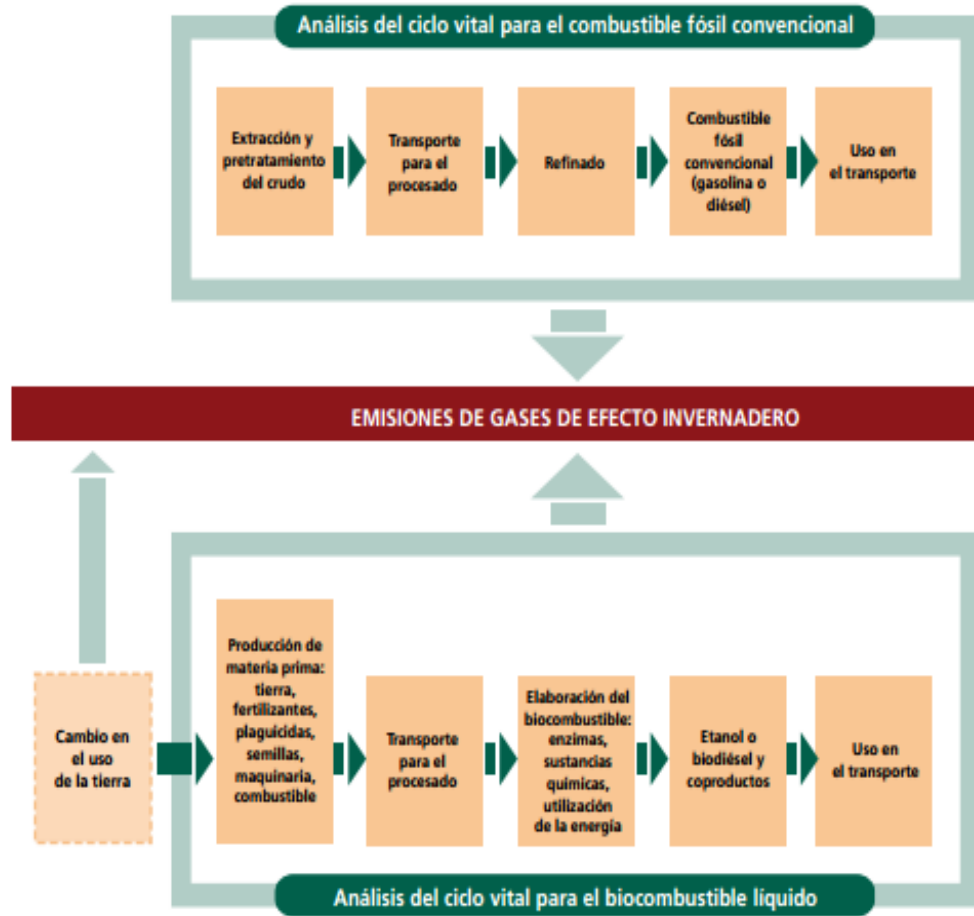 Análisis del ciclo vital para el combustible fósil convencional
Extracción y
pretratamiento
del crudo
Transporte
para el
procesado
Refinado
Combustible
fósil
convencional
(gasolina o
diésel)
Uso en
el transporte
EMISIONES DE GASES DE EFECTO INVERNADERO
Cambio en
el uso
de la tierra
Producción de
materia prima:
tierra,
fertilizantes,
plaguicidas,
semillas,
maquinaria,
combustible
Transporte
para el
procesado
Elaboración del
biocombustible:
enzimas,
sustancias
químicas,
utilización
de la energía
Etanol o
biodiésel y
coproductos
Uso en
el transporte
Análisis del ciclo vital para el biocombustible líquido